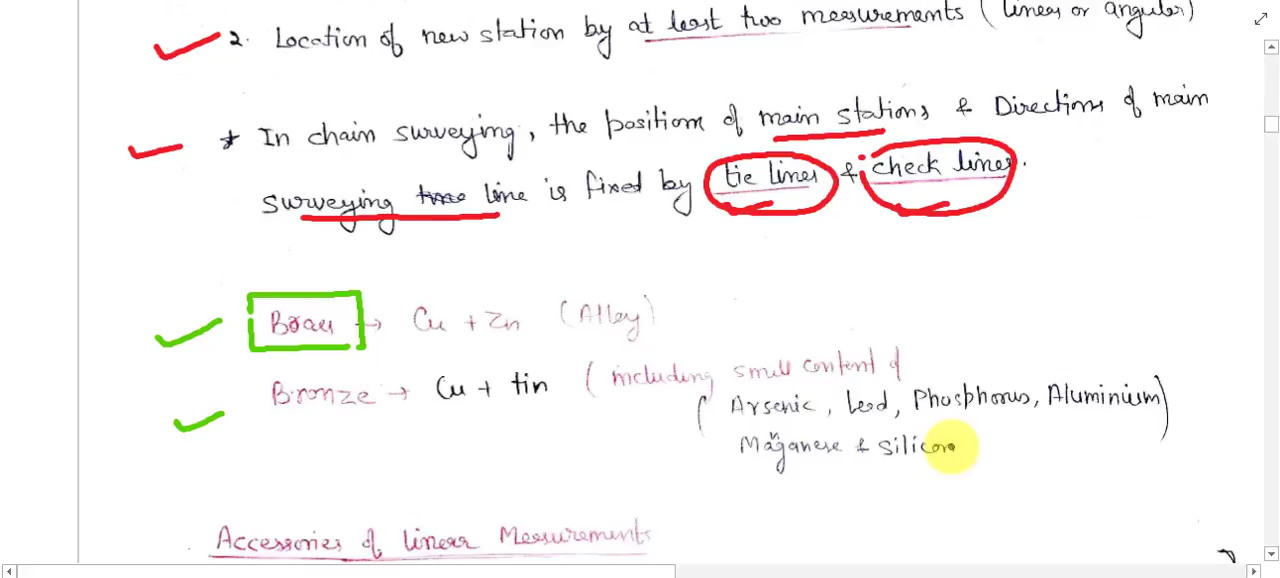 2. Location of new station by at least two measurements (linear or angular)
* In chain surveying, the position of main stations & Directions of main
surveying line is fixed by tie lines & check lines.
Brass → Cu + Zn (Alloy)
Bronze → Cu + tin (including small content of
(Arsenic, Lead, Phosphorus, Aluminium)
Manganese & Silicon
Accessories of linear Measurements